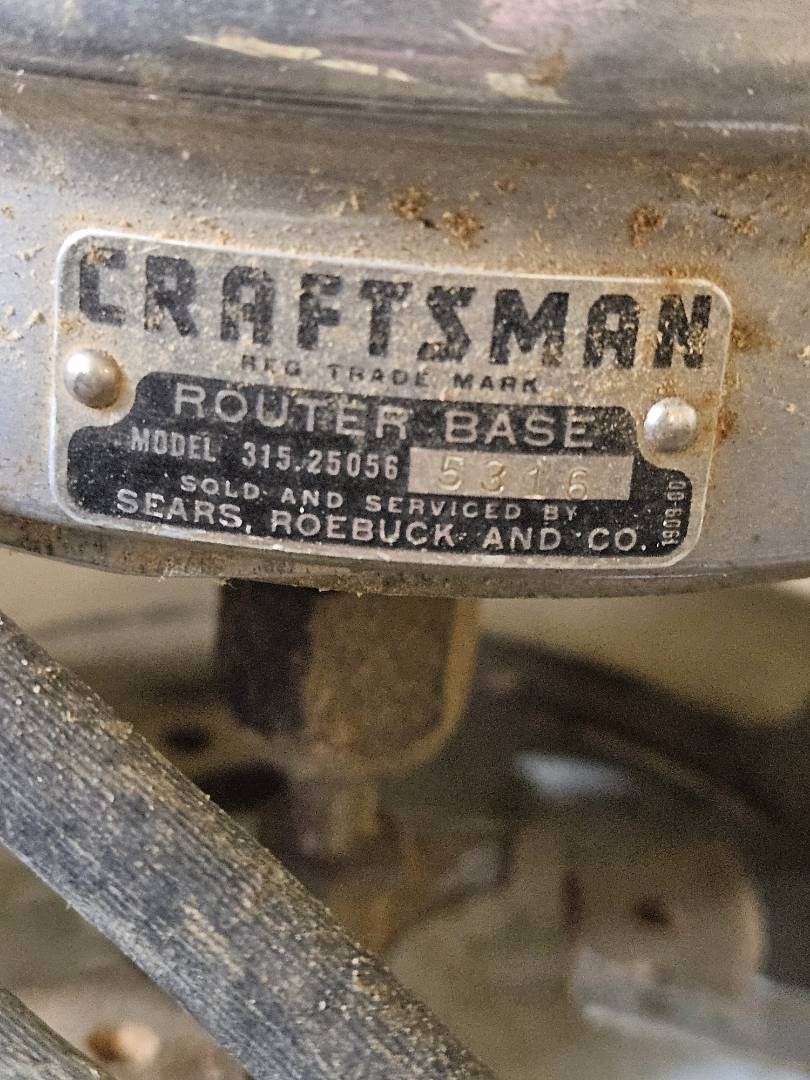 CRAFTSMAN
REG TRADE MARK
ROUTER BASE
MODEL 315.25056 5316
SOLD AND SERVICED BY
SEARS, ROEBUCK AND CO.